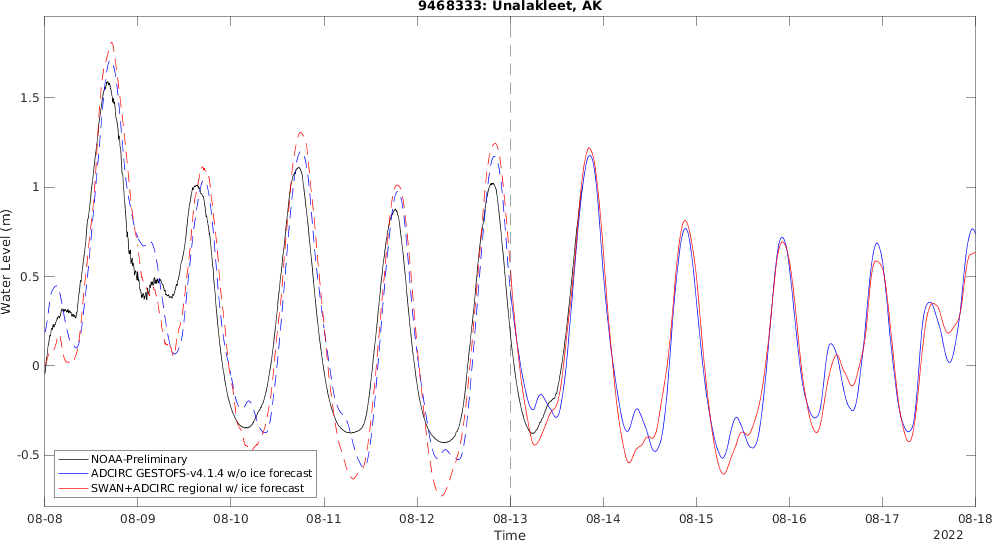 9468333: Unalakleet, AK
Water Level (m)
1.5
1
0.5
0
-0.5
NOAA-Preliminary
ADCIRC GESTOFS-v4.1.4 w/o ice forecast
SWAN+ADCIRC regional w/ ice forecast
08-08 08-09 08-10 08-11 08-12 08-13 08-14 08-15 08-16 08-17 08-18
Time
2022